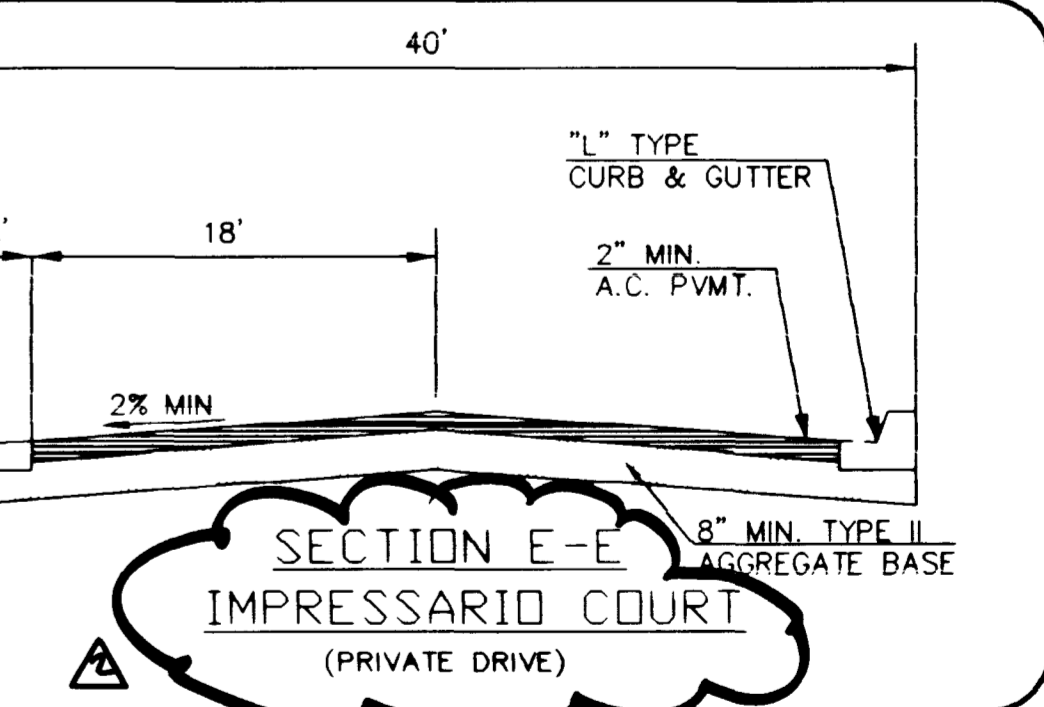 40'
"L" TYPE
CURB & GUTTER
'
18'
2" MIN.
A.C. PVMT.
2% MIN
8" MIN. TYPE II
AGGREGATE BASE
SECTION E-E
IMPRESSARIO COURT
(PRIVATE DRIVE)
2